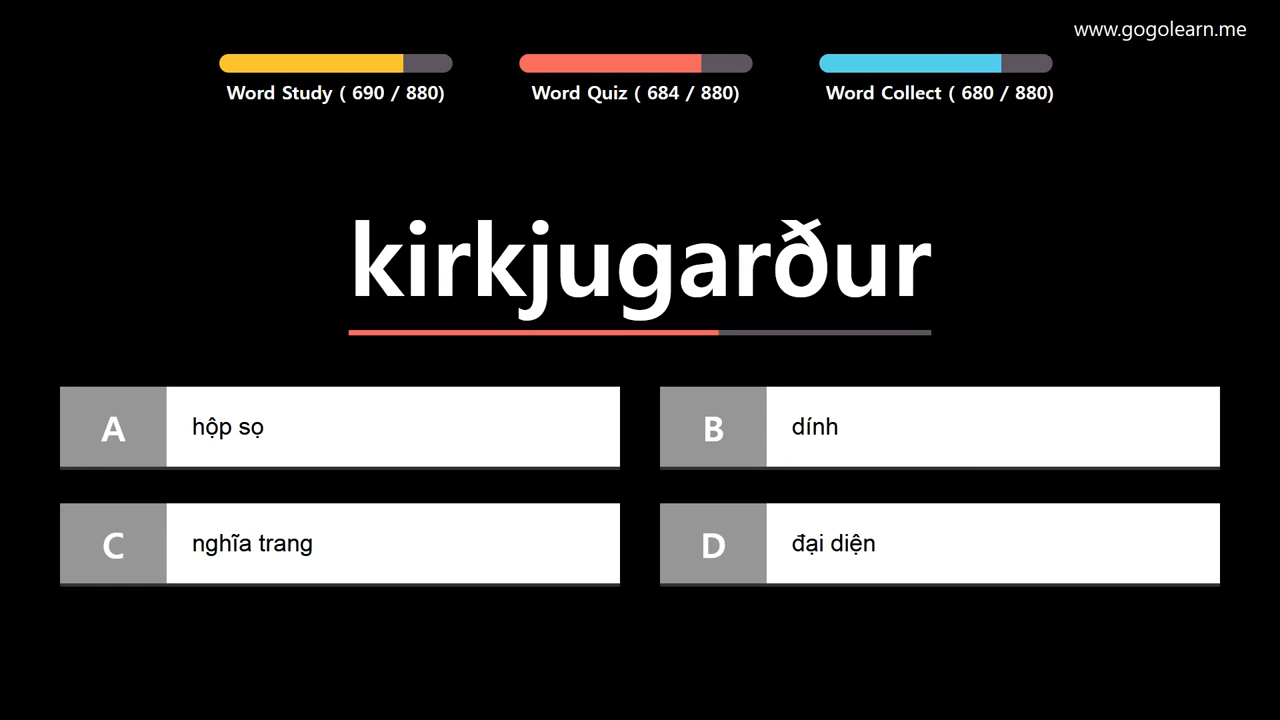 www.gogolearn.me
Word Study ( 690 / 880)
Word Quiz ( 684 / 880)
Word Collect ( 680 / 880)
kirkjugarður
A
hộp sọ
B
dính
C
nghĩa trang
D
đại diện